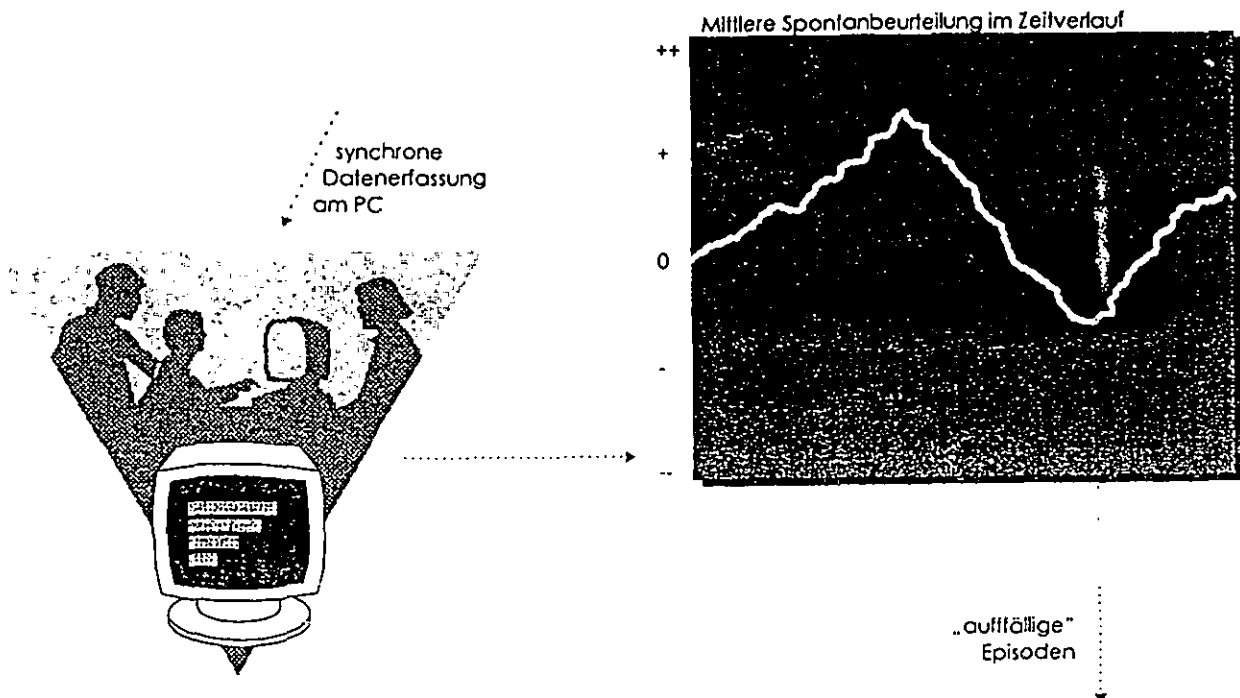 Mittlere Spontanbeurteilung im Zeitverlauf
++
+
0
-
--
synchrone
Datenerfassung
am PC
„auffällige"
Episoden